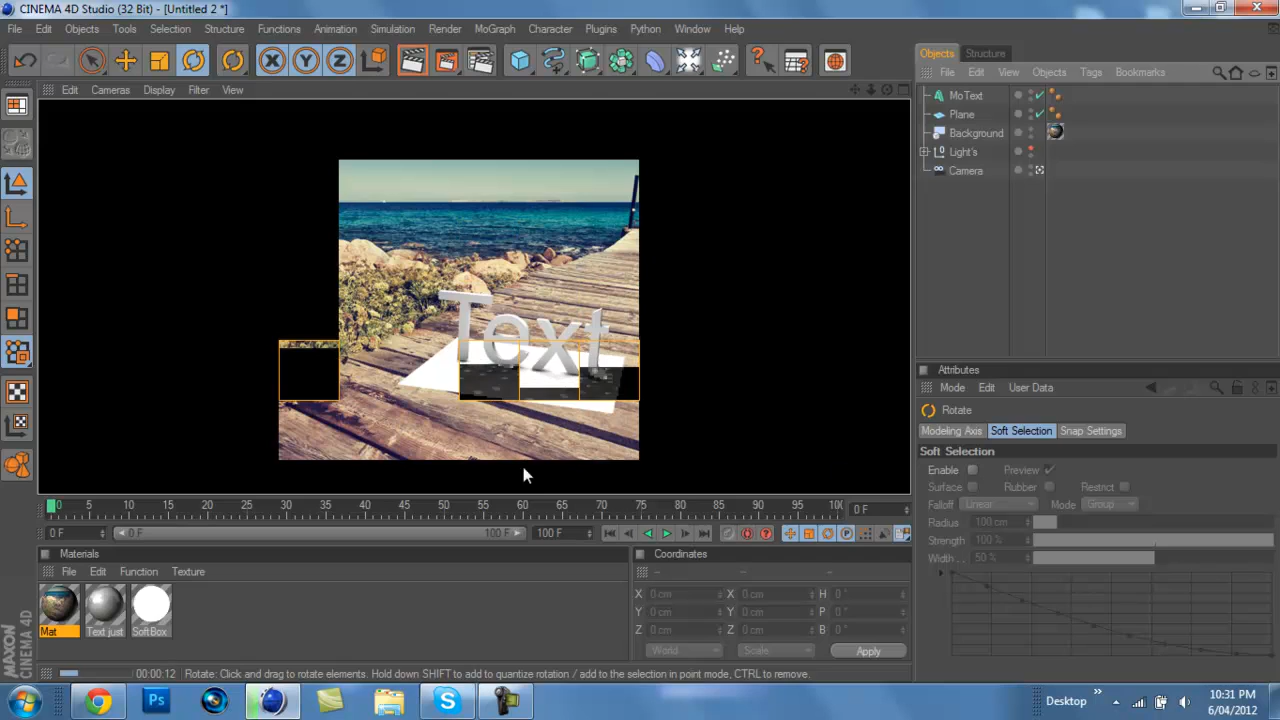 CINEMA 4D Studio (32 Bit) - [Untitled 2 *]
File Edit Objects Tools Selection Structure Functions Animation Simulation Render MoGraph Character Plugins Python Window Help
Objects Structure
File Edit View Objects Tags Bookmarks
Edit Cameras Display Filter View
MoText
Plane
Background
Light's
Camera
Text
Attributes
Mode Edit User Data
Rotate
Modeling Axis Soft Selection Snap Settings
Soft Selection
Enable Preview
Surface Rubber Restrict
Falloff Linear Mode Group
Radius 100 cm
Strength 100 %
Width 50 %
0 5 10 15 20 25 30 35 40 45 50 55 60 65 70 75 80 85 90 95 100 0 F
0 F 0 F 100 F 100 F
Materials
File Edit Function Texture
Mat Text just SoftBox
Coordinates
-- -- --
X 0 cm X 0 cm H 0 °
Y 0 cm Y 0 cm P 0 °
Z 0 cm Z 0 cm B 0 °
World Scale Apply
MAXON CINEMA 4D
00:00:12 Rotate: Click and drag to rotate elements. Hold down SHIFT to add to quantize rotation / add to the selection in point mode, CTRL to remove.
Ps
Desktop
10:31 PM
6/04/2012